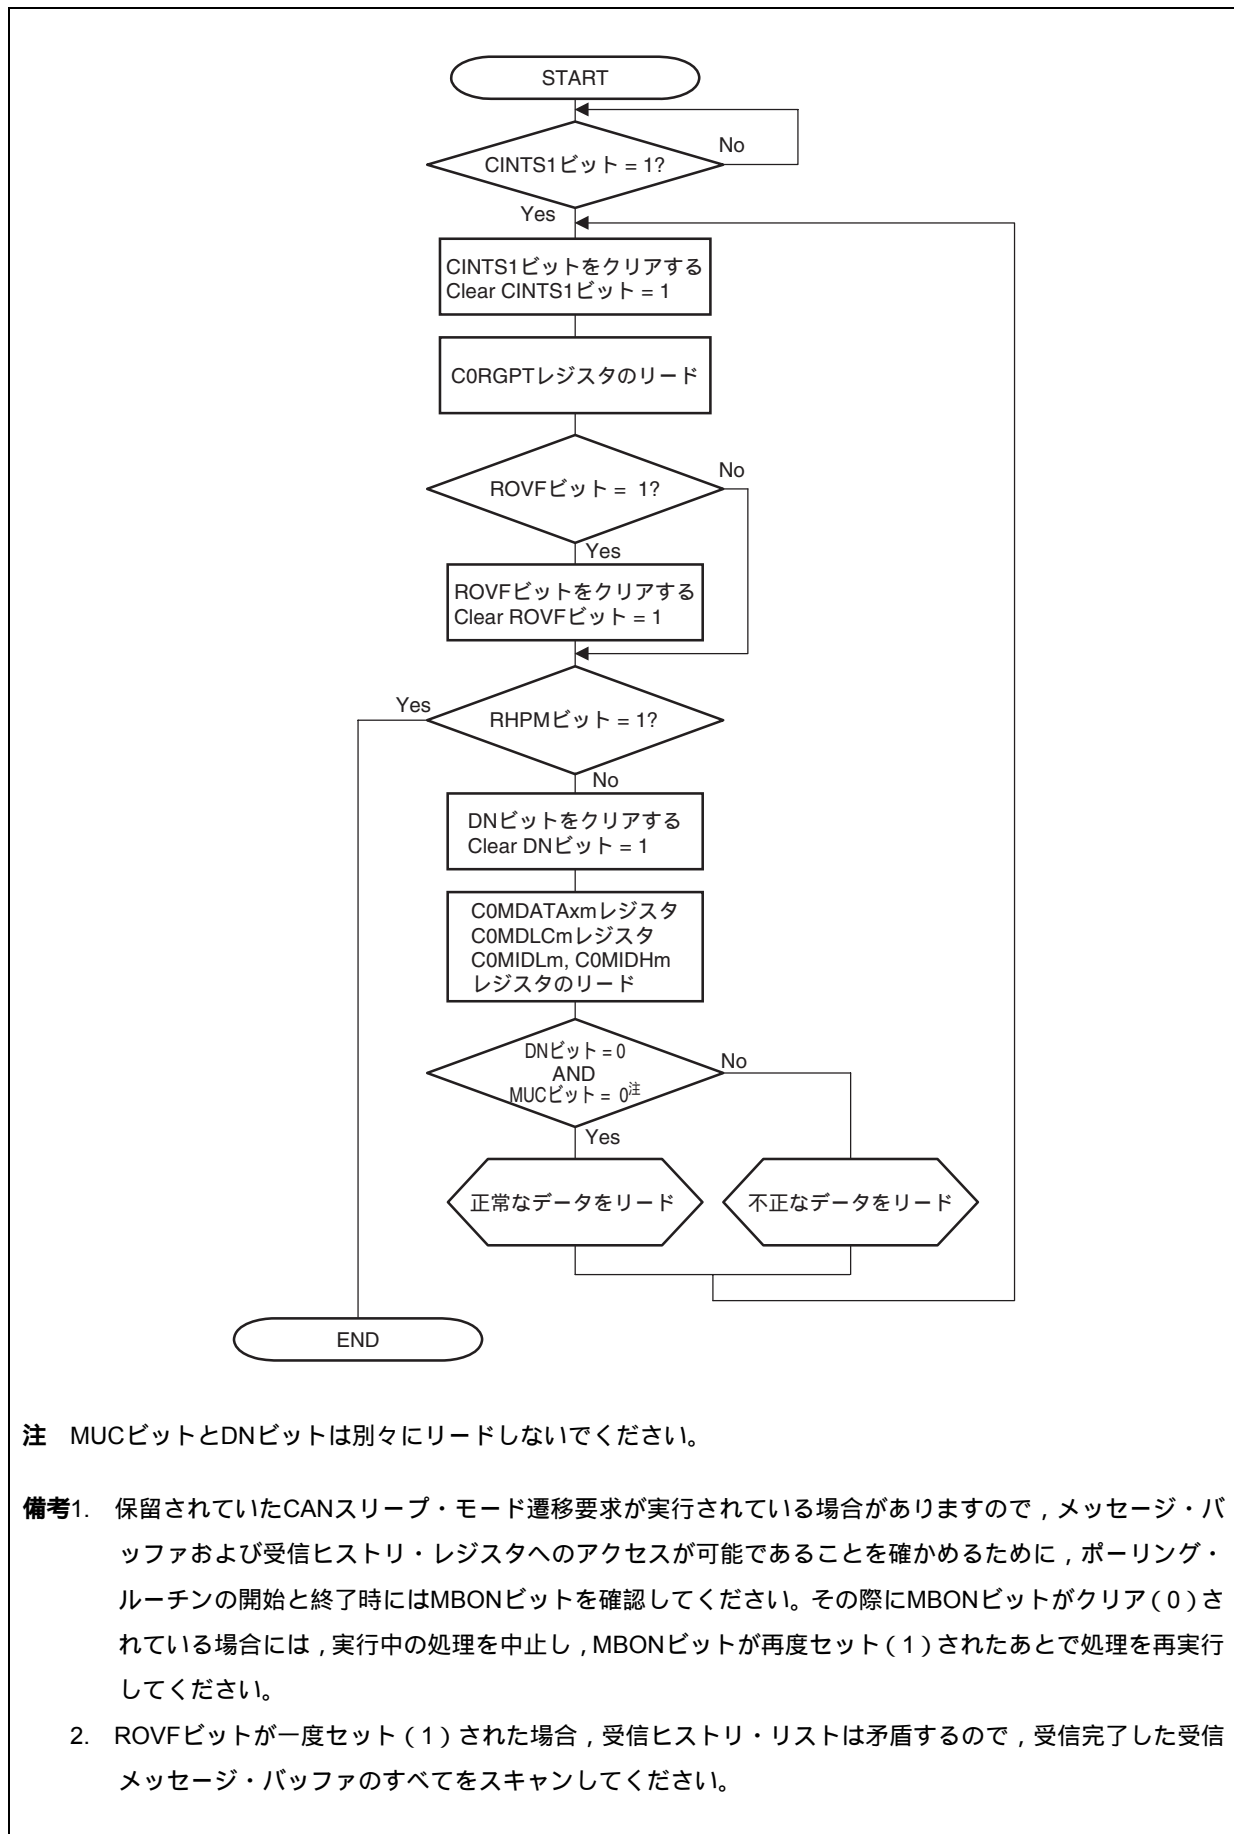 START
CINTS1ビット = 1?
No
Yes
CINTS1ビットをクリアする
Clear CINTS1ビット = 1
C0RGPTレジスタのリード
ROVFビット = 1?
No
Yes
ROVFビットをクリアする
Clear ROVFビット = 1
RHPMビット = 1?
Yes
No
DNビットをクリアする
Clear DNビット = 1
C0MDATAxmレジスタ
C0MDLCmレジスタ
C0MIDLm, C0MIDHm
レジスタのリード
DNビット = 0
AND
MUCビット = 0注
No
Yes
正常なデータをリード
不正なデータをリード
END
注 MUCビットとDNビットは別々にリードしないでください。
備考1. 保留されていたCANスリープ・モード遷移要求が実行されている場合がありますので，メッセージ・バ
ッファおよび受信ヒストリ・レジスタへのアクセスが可能であることを確かめるために，ポーリング・
ルーチンの開始と終了時にはMBONビットを確認してください。その際にMBONビットがクリア（0）さ
れている場合には，実行中の処理を中止し，MBONビットが再度セット（1）されたあとで処理を再実行
してください。
2. ROVFビットが一度セット（1）された場合，受信ヒストリ・リストは矛盾するので，受信完了した受信
メッセージ・バッファのすべてをスキャンしてください。